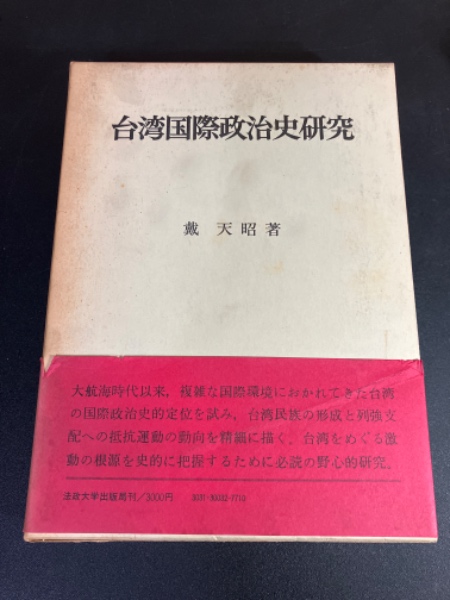 台湾国際政治史研究
戴 天昭著
大航海時代以来，複雑な国際環境におかれてきた台湾
の国際政治史的定位を試み，台湾民族の形成と列強支
配への抵抗運動の動向を精細に描く．台湾をめぐる激
動の根源を史的に把握するために必読の野心的研究．
法政大学出版局刊／3000円